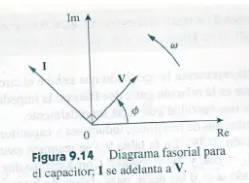 Im
ω
I
V
ϕ
0
Re
Figura 9.14 Diagrama fasorial para
el capacitor; I se adelanta a V.